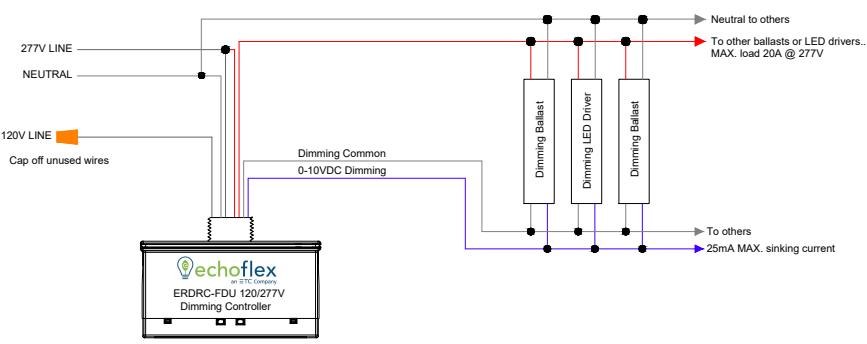 Neutral to others
277V LINE
To other ballasts or LED drivers..
MAX. load 20A @ 277V
NEUTRAL
Dimming Ballast
Dimming LED Driver
Dimming Ballast
120V LINE
Cap off unused wires
Dimming Common
0-10VDC Dimming
To others
25mA MAX. sinking current
echoflex
an ETC Company
ERDRC-FDU 120/277V
Dimming Controller